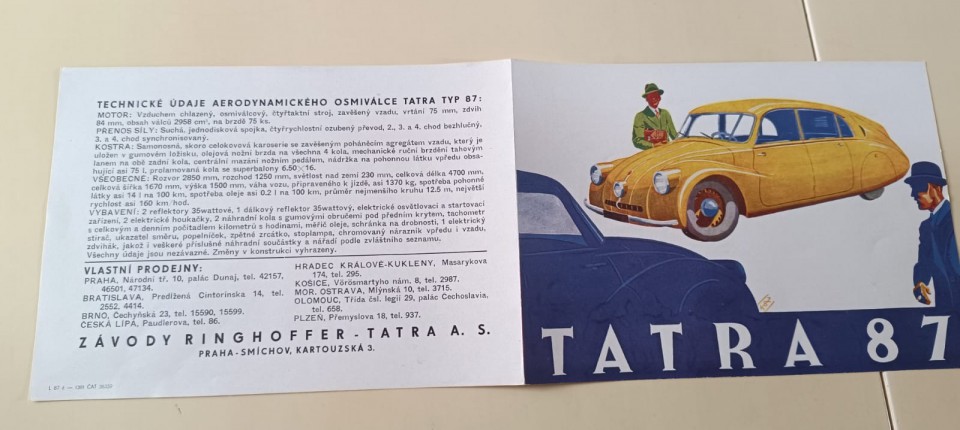 TECHNICKÉ ÚDAJE AERODYNAMICKÉHO OSMIVÁLCE TATRA TYP 87:
MOTOR: Vzduchem chlazený, osmiválcový, čtyřtaktní stroj, zavěšený vzadu, vrtání 75 mm, zdvih
84 mm, obsah válců 2958 cm³, na brzdě 75 ks.
PŘENOS SÍLY: Suchá, jednodisková spojka, čtyřrychlostní ozubený převod, 2., 3. a 4. chod bezhlučný,
3. a 4. chod synchronisovaný.
KOSTRA: Samonosná, skoro celokovová karoserie se zavěšeným poháněcím agregátem vzadu, který je
uložen v gumovém ložisku, olejová nožní brzda na všechna 4 kola, mechanické ruční brzdění tahovým
lanem na obě zadní kola, centrální mazání nožním pedálem, nádržka na pohonnou látku vpředu obsa-
hující asi 75 l, prolamovaná kola se superbalony 6.50×16.
VŠEOBECNÉ: Rozvor 2850 mm, rozchod 1250 mm, světlost nad zemí 230 mm, celková délka 4700 mm,
celková šířka 1670 mm, výška 1500 mm, váha vozu, připraveného k jízdě, asi 1370 kg, spotřeba pohonné
látky asi 14 l na 100 km, spotřeba oleje asi 0.2 l na 100 km, průměr nejmenšího kruhu 12.5 m, největší
rychlost asi 160 km/hod.
VYBAVENÍ: 2 reflektory 35wattové, 1 dálkový reflektor 35wattový, elektrické osvětlovací a startovací
zařízení, 2 elektrické houkačky, 2 náhradní kola s gumovými obručemi pod předním krytem, tachometr
s celkovým a denním počitadlem kilometrů s hodinami, měřič oleje, schránka na drobnosti, 1 elektrický
stírač, ukazatel směru, popelníček, zpětné zrcátko, stoplampa, chromovaný nárazník vpředu i vzadu,
zdvihák, jakož i veškeré příslušné náhradní součástky a nářadí podle zvláštního seznamu.
Všechny údaje jsou nezávazné. Změny v konstrukci vyhrazeny.
VLASTNÍ PRODEJNY:
PRAHA, Národní tř. 10, palác Dunaj, tel. 42157,
46501, 47134.
BRATISLAVA, Predlžená Cintorínska 14, tel.
2552, 4414.
BRNO, Čechyňská 23, tel. 15590, 15599.
ČESKÁ LÍPA, Paudlerova, tel. 86.
HRADEC KRÁLOVÉ-KUKLENY, Masarykova
174, tel. 295.
KOŠICE, Vörösmartyho nám. 8, tel. 2987.
MOR. OSTRAVA, Mlýnská 10, tel. 3715.
OLOMOUC, Třída čsl. legií 29, palác Čechoslavia,
tel. 658.
PLZEŇ, Přemyslova 18, tel. 937.
ZÁVODY RINGHOFFER-TATRA A. S.
PRAHA-SMÍCHOV, KARTOUZSKÁ 3.
TATRA 87